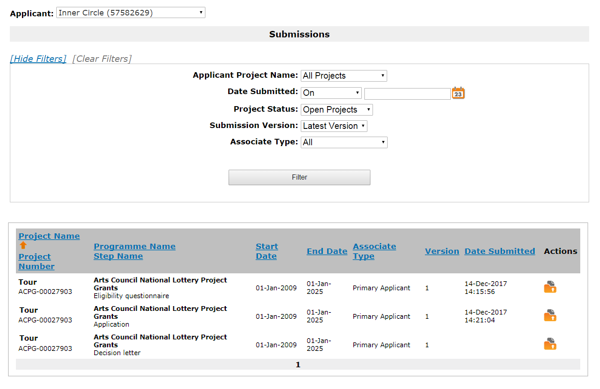 Applicant: Inner Circle (57582629)
Submissions
[Hide Filters] [Clear Filters]
Applicant Project Name: All Projects
Date Submitted: On 23
Project Status: Open Projects
Submission Version: Latest Version
Associate Type: All
Filter
Project Name
Project Number
Programme Name
Step Name
Start Date
End Date
Associate Type
Version
Date Submitted
Actions
Tour
ACPG-00027903
Arts Council National Lottery Project
Grants
Eligibility questionnaire
01-Jan-2009
01-Jan-
2025
Primary Applicant
1
14-Dec-2017
14:15:56
Tour
ACPG-00027903
Arts Council National Lottery Project
Grants
Application
01-Jan-2009
01-Jan-
2025
Primary Applicant
1
14-Dec-2017
14:21:04
Tour
ACPG-00027903
Arts Council National Lottery Project
Grants
Decision letter
01-Jan-2009
01-Jan-
2025
Primary Applicant
1
1